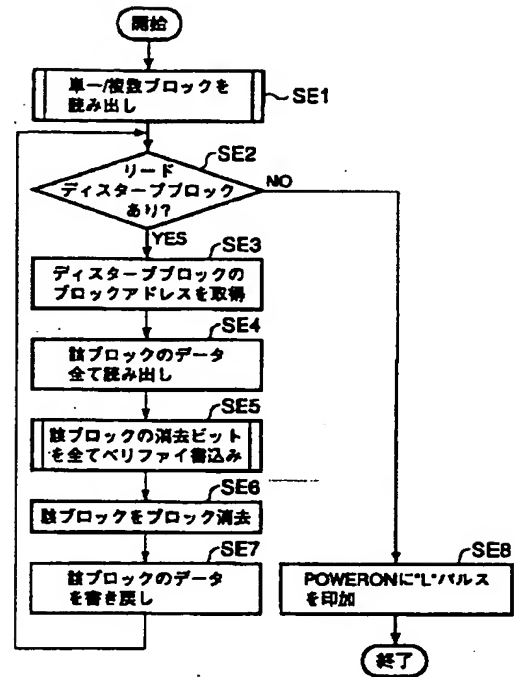 開始
単一/複数ブロックを
読み出し
SE1
SE2
リード
ディスターブブロック
あり?
NO
YES
SE3
ディスターブブロックの
ブロックアドレスを取得
SE4
該ブロックのデータ
全て読み出し
SE5
該ブロックの消去ビット
を全てベリファイ書込み
SE6
該ブロックをブロック消去
SE7
該ブロックのデータ
を書き戻し
SE8
POWERONに"L"パルス
を印加
終了